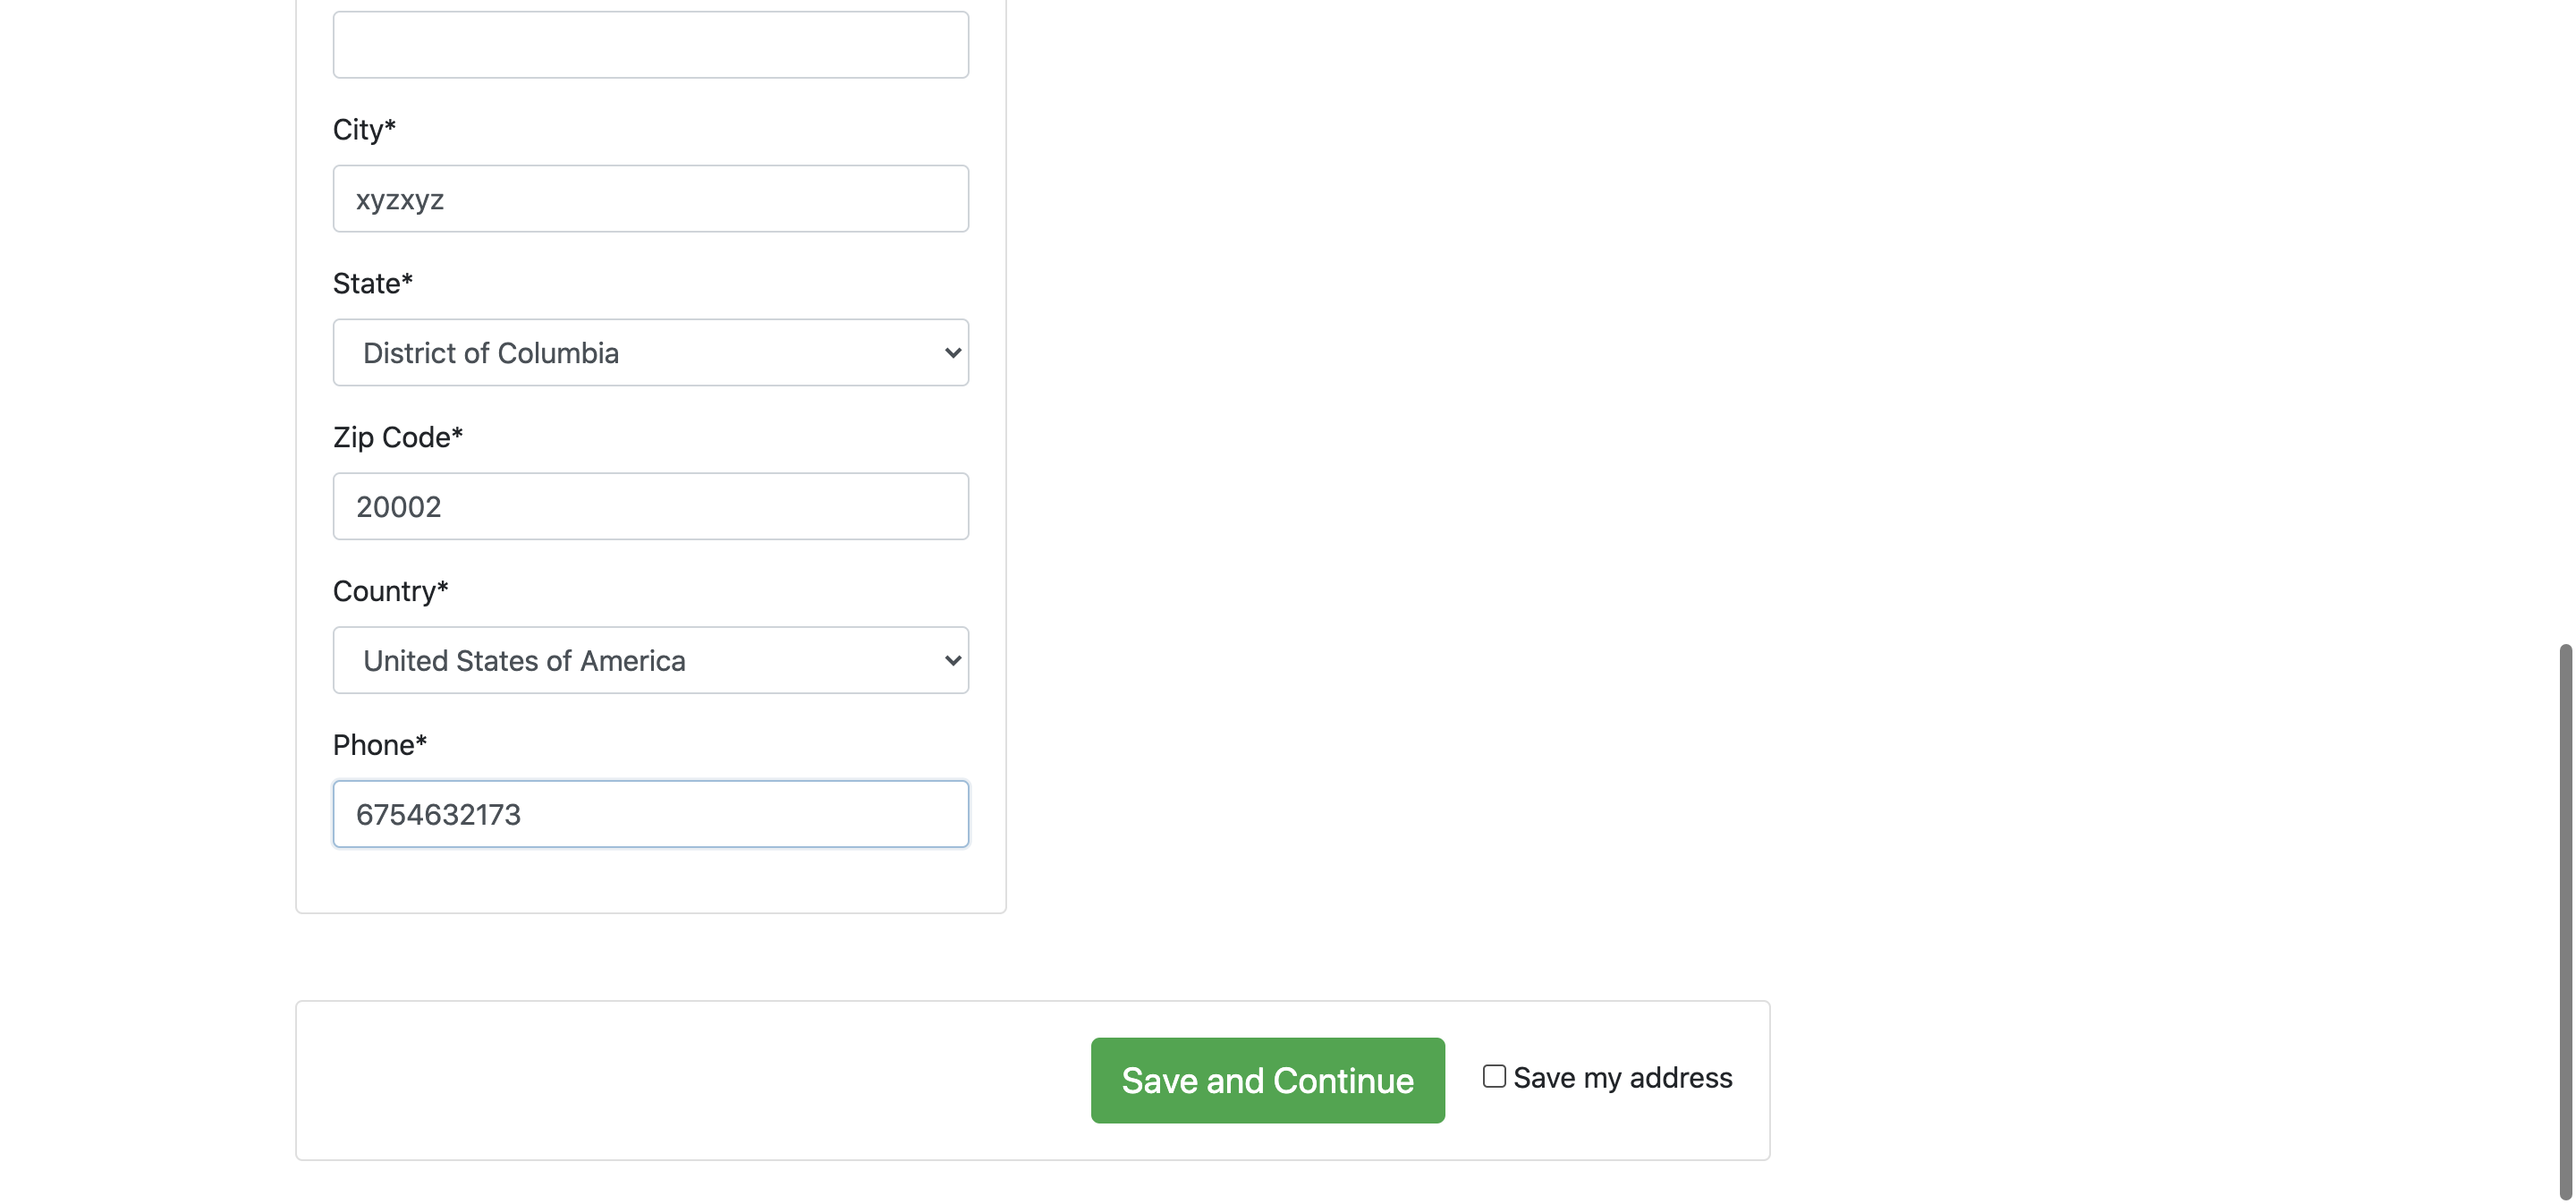 City*
xyzxyz
State*
District of Columbia
Zip Code*
20002
Country*
United States of America
Phone*
6754632173
Save and Continue
Save my address